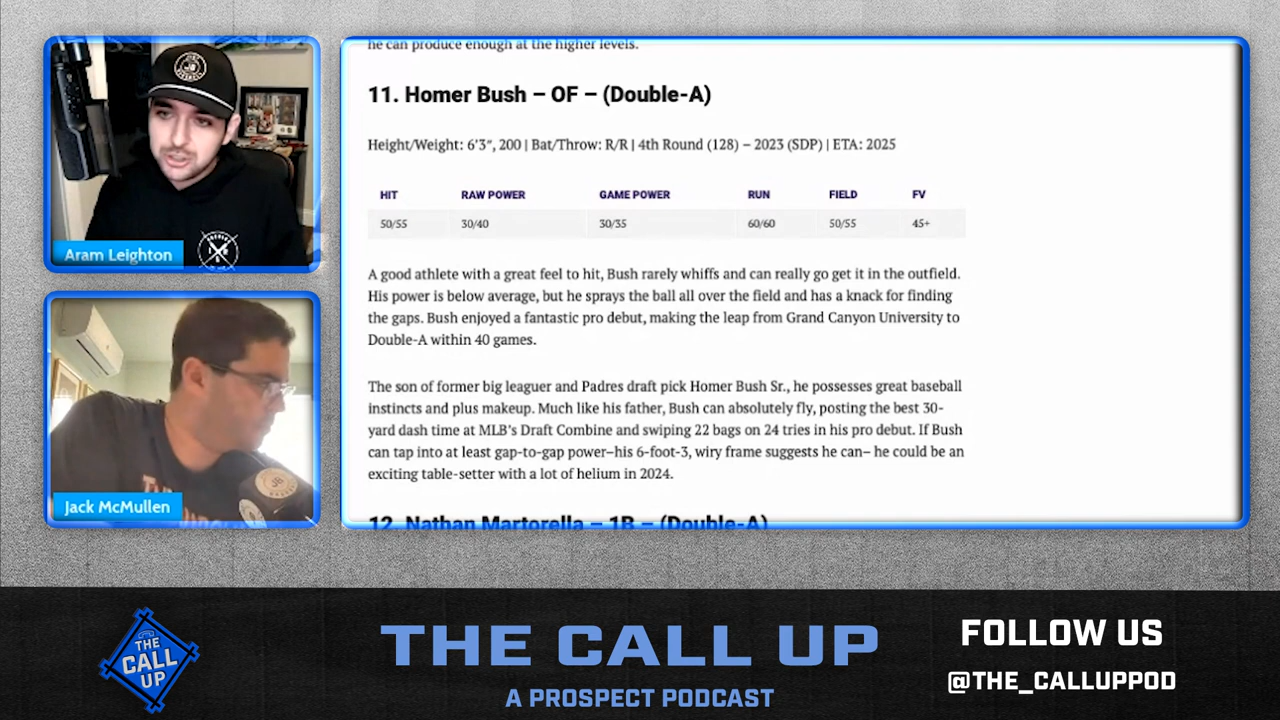 he can produce enough at the higher levels.
11. Homer Bush – OF – (Double-A)
Height/Weight: 6'3", 200 | Bat/Throw: R/R | 4th Round (128) – 2023 (SDP) | ETA: 2025
HIT RAW POWER GAME POWER RUN FIELD FV
50/55 30/40 30/35 60/60 50/55 45+
A good athlete with a great feel to hit, Bush rarely whiffs and can really go get it in the outfield.
His power is below average, but he sprays the ball all over the field and has a knack for finding
the gaps. Bush enjoyed a fantastic pro debut, making the leap from Grand Canyon University to
Double-A within 40 games.
The son of former big leaguer and Padres draft pick Homer Bush Sr., he possesses great baseball
instincts and plus makeup. Much like his father, Bush can absolutely fly, posting the best 30-
yard dash time at MLB's Draft Combine and swiping 22 bags on 24 tries in his pro debut. If Bush
can tap into at least gap-to-gap power–his 6-foot-3, wiry frame suggests he can– he could be an
exciting table-setter with a lot of helium in 2024.
12. Nathan Martorella – 1B – (Double-A)
Aram Leighton
Jack McMullen
JB
THE
CALL
UP
THE CALL UP
A PROSPECT PODCAST
FOLLOW US
@THE_CALLUPPOD